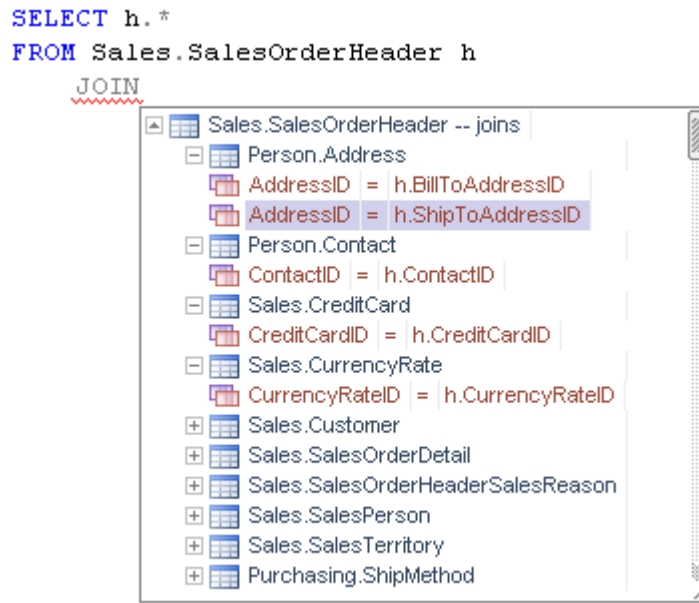 SELECT h.*
FROM Sales.SalesOrderHeader h
JOIN
Sales.SalesOrderHeader -- joins
Person.Address
AddressID = h.BillToAddressID
AddressID = h.ShipToAddressID
Person.Contact
ContactID = h.ContactID
Sales.CreditCard
CreditCardID = h.CreditCardID
Sales.CurrencyRate
CurrencyRateID = h.CurrencyRateID
Sales.Customer
Sales.SalesOrderDetail
Sales.SalesOrderHeaderSalesReason
Sales.SalesPerson
Sales.SalesTerritory
Purchasing.ShipMethod